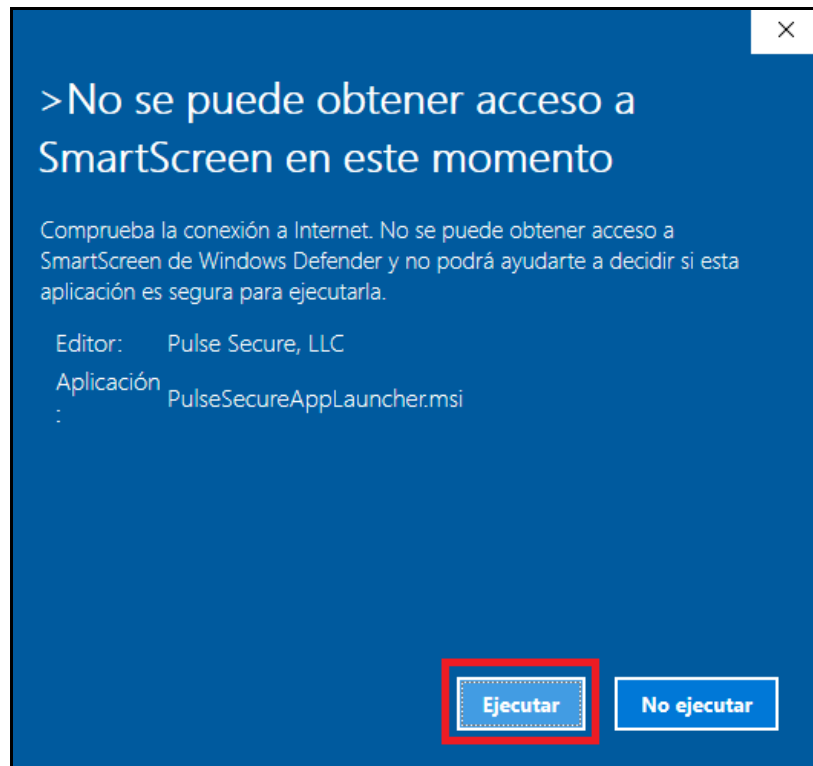 >No se puede obtener acceso a
SmartScreen en este momento
Comprueba la conexión a Internet. No se puede obtener acceso a
SmartScreen de Windows Defender y no podrá ayudarte a decidir si esta
aplicación es segura para ejecutarla.
Editor: Pulse Secure, LLC
Aplicación
: PulseSecureAppLauncher.msi
Ejecutar No ejecutar